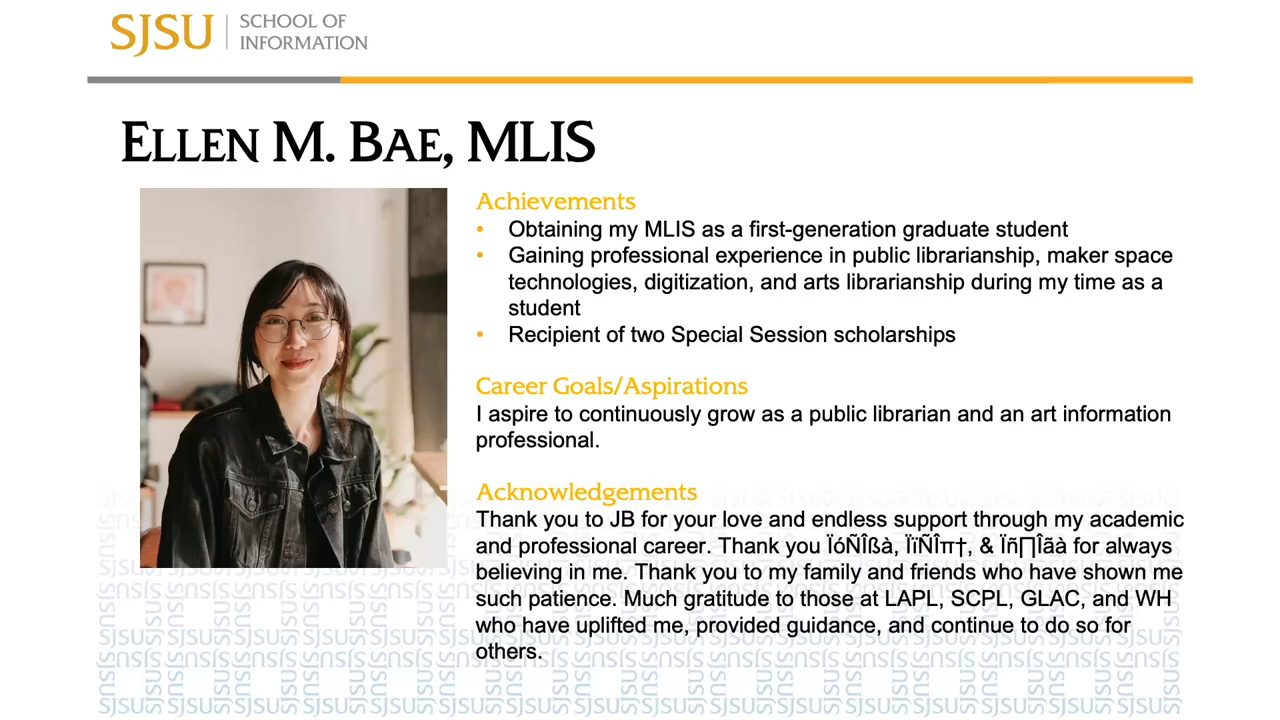 SJSU SCHOOL OF
INFORMATION
ELLEN M. BAE, MLIS
Achievements
• Obtaining my MLIS as a first-generation graduate student
• Gaining professional experience in public librarianship, maker space
technologies, digitization, and arts librarianship during my time as a
student
• Recipient of two Special Session scholarships
Career Goals/Aspirations
I aspire to continuously grow as a public librarian and an art information
professional.
Acknowledgements
Thank you to JB for your love and endless support through my academic
and professional career. Thank you ÏóÑÎßà, ÏïÑÎπ†, & Ïñ∏Îãà for always
believing in me. Thank you to my family and friends who have shown me
such patience. Much gratitude to those at LAPL, SCPL, GLAC, and WH
who have uplifted me, provided guidance, and continue to do so for
others.